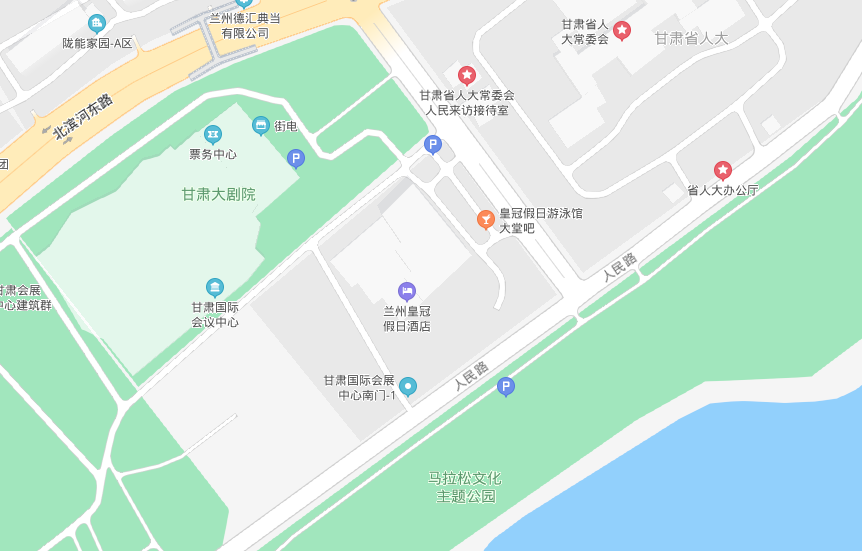 兰州德汇典当
有限公司
陇能家园-A区
甘肃省人
大常委会
甘肃省人大
甘肃省人大常委会
人民来访接待室
北滨河东路
街电
票务中心
P
P
团
甘肃大剧院
省人大办公厅
皇冠假日游泳馆
大堂吧
人民路
甘肃会展
中心建筑群
甘肃国际
会议中心
兰州皇冠
假日酒店
人民路
甘肃国际会展
中心南门-1
P
马拉松文化
主题公园